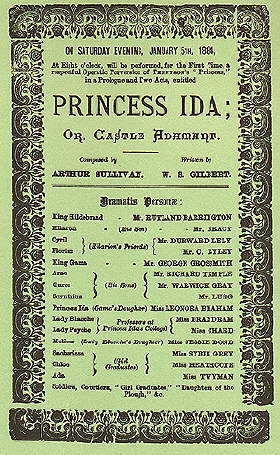 ON SATURDAY EVENING, JANUARY 5TH, 1884,
At Eight o'clock, will be performed, for the First Time, a
respectful Operatic Perversion of TENNYSON'S "Princess,"
in a Prologue and Two Acts, entitled
PRINCESS IDA;
OR, CASTLE ADAMANT.
Composed by Written by
ARTHUR SULLIVAN. W. S. GILBERT.
Dramatis Personæ:
King Hildebrand - Mr. RUTLAND BARRINGTON
Hilarion - (His Son) - Mr. BRACY
Cyril (Hilarion's Friends) Mr. DURWARD LELY
Florian Mr. C. RYLEY
King Gama - Mr. GEORGE GROSSMITH
Arac Mr. RICHARD TEMPLE
Guron (His Sons) Mr. WARWICK GRAY
Scynthius Mr. LUGG
Princess Ida (Gama's Daughter) Miss LEONORA BRAHAM
Lady Blanche Professors at Miss BRANDRAM
Lady Psyche Princess Ida's College Miss CHARD
Melissa (Lady Blanche's Daughter) Miss JESSIE BOND
Sacharissa Miss SYBIL GREY
Chloe (Girl Graduates) Miss HEATHCOTE
Ada Miss TWYMAN
Soldiers, Courtiers, "Girl Graduates," "Daughters of the
Plough," &c.